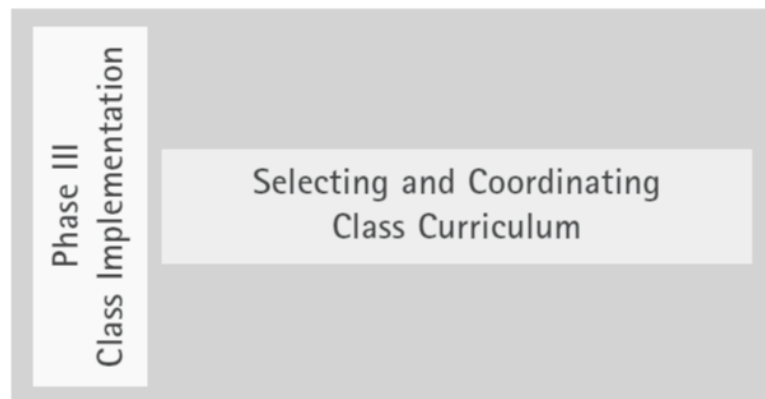 Phase III
Class Implementation
Selecting and Coordinating
Class Curriculum